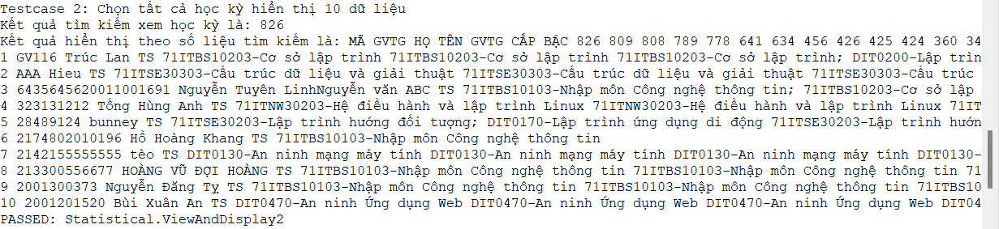 Testcase 2: Chọn tất cả học kỳ hiển thị 10 dữ liệu
Kết quả tìm kiếm xem học kỳ là: 826
Kết quả hiển thị theo số liệu tìm kiếm là: MÃ GVTG HỌ TÊN GVTG CẤP BẬC 826 809 808 789 778 641 634 456 426 425 424 360 34
1 GV116 Trúc Lan TS 71ITBS10203-Cơ sở lập trình 71ITBS10203-Cơ sở lập trình 71ITBS10203-Cơ sở lập trình; DIT0200-Lập trìn
2 AAA Hieu TS 71ITSE30303-Cấu trúc dữ liệu và giải thuật 71ITSE30303-Cấu trúc dữ liệu và giải thuật 71ITSE30303-Cấu trúc
3 6435645620011001691 Nguyễn Tuyên LinhNguyễn văn ABC TS 71ITBS10103-Nhập môn Công nghệ thông tin; 71ITBS10203-Cơ sở lập
4 323131212 Tống Hùng Anh TS 71ITNW30203-Hệ điều hành và lập trình Linux 71ITNW30203-Hệ điều hành và lập trình Linux 71IT
5 28489124 bunney TS 71ITSE30203-Lập trình hướng đối tượng; DIT0170-Lập trình ứng dụng di động 71ITSE30203-Lập trình hướn
6 2174802010196 Hồ Hoàng Khang TS 71ITBS10103-Nhập môn Công nghệ thông tin
7 2142155555555 tèo TS DIT0130-An ninh mạng máy tính DIT0130-An ninh mạng máy tính DIT0130-An ninh mạng máy tính DIT0130-
8 213300556677 HOÀNG VŨ ĐỢI HOÀNG TS 71ITBS10103-Nhập môn Công nghệ thông tin 71ITBS10103-Nhập môn Công nghệ thông tin 71
9 2001300373 Nguyễn Đăng Tỵ TS 71ITBS10103-Nhập môn Công nghệ thông tin 71ITBS10103-Nhập môn Công nghệ thông tin 71ITBS10
10 2001201520 Bùi Xuân An TS DIT0470-An ninh Ứng dụng Web DIT0470-An ninh Ứng dụng Web DIT0470-An ninh Ứng dụng Web DIT04
PASSED: Statistical.ViewAndDisplay2